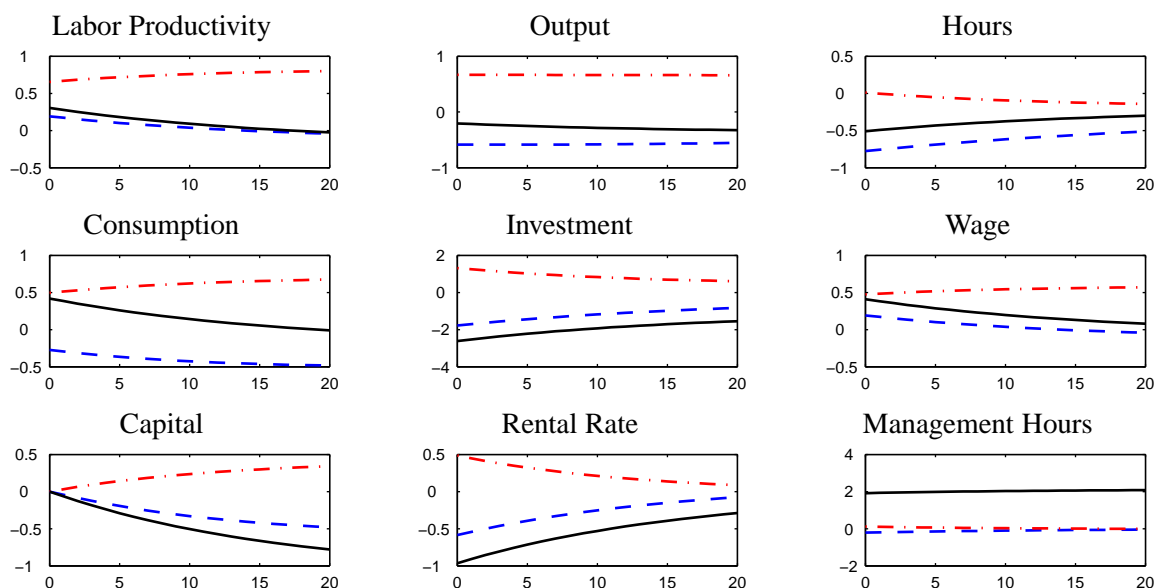 Labor Productivity Output Hours
1 1 0.5
0.5 0
0 0 −0.5
−0.5 −1 −1
0 5 10 15 20 0 5 10 15 20 0 5 10 15 20
Consumption Investment Wage
1 2 1
0.5 0 0.5
0 −2 0
−0.5 −4 −0.5
0 5 10 15 20 0 5 10 15 20 0 5 10 15 20
Capital Rental Rate Management Hours
0.5 0.5 4
0 0 2
−0.5 −0.5 0
−1 −1 −2
0 5 10 15 20 0 5 10 15 20 0 5 10 15 20